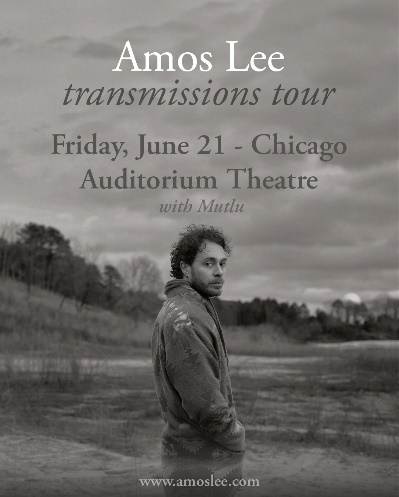 Amos Lee
transmissions tour
Friday, June 21 - Chicago
Auditorium Theatre
with Mutlu
www.amoslee.com